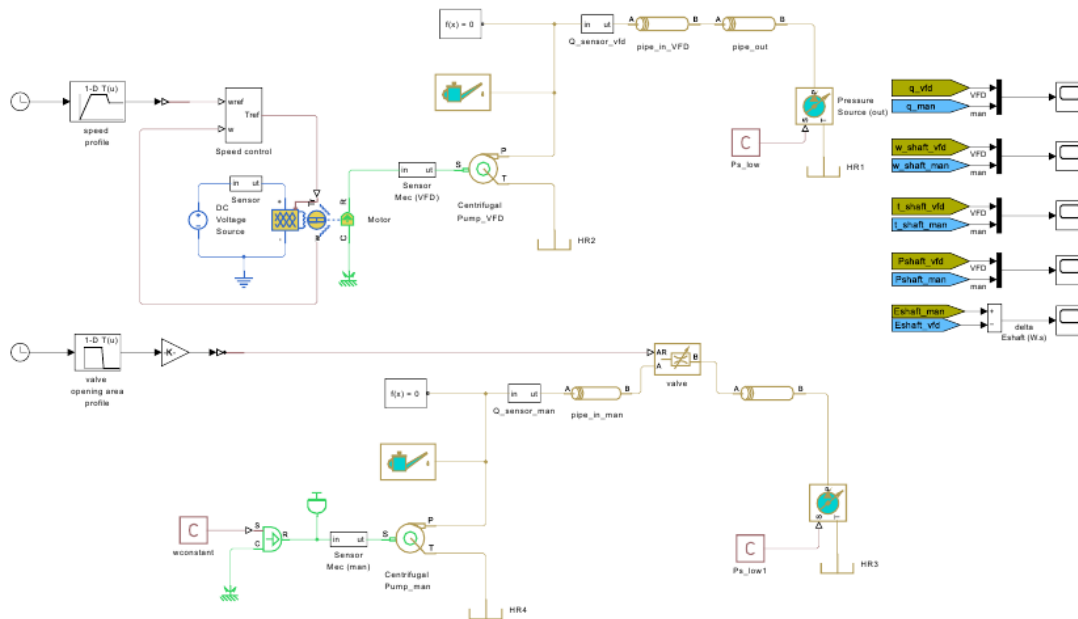 f(x) = 0
in ut
Q_sensor_vfd
A B
pipe_in_VFD
A B
pipe_out
1-D T(u)
speed
profile
wref
Tref
w
Speed control
P
S
T
Pressure
Source (out)
C
Ps_low
HR1
q_vfd
VFD
q_man
man
w_shaft_vfd
VFD
w_shaft_man
man
t_shaft_vfd
VFD
t_shaft_man
man
Pshaft_vfd
VFD
Pshaft_man
man
Eshaft_man
+
Eshaft_vfd
−
delta
Eshaft (W.s)
in ut
Sensor
DC
Voltage
Source
+
-
R
C
Motor
in ut
Sensor
Mec (VFD)
S
P
T
Centrifugal
Pump_VFD
HR2
1-D T(u)
valve
opening area
profile
-K-
AR
A
B
valve
f(x) = 0
in ut
Q_sensor_man
A B
pipe_in_man
A B
C
wconstant
S
C
R
in ut
Sensor
Mec (man)
S
P
T
Centrifugal
Pump_man
HR4
P
S
T
C
Ps_low1
HR3